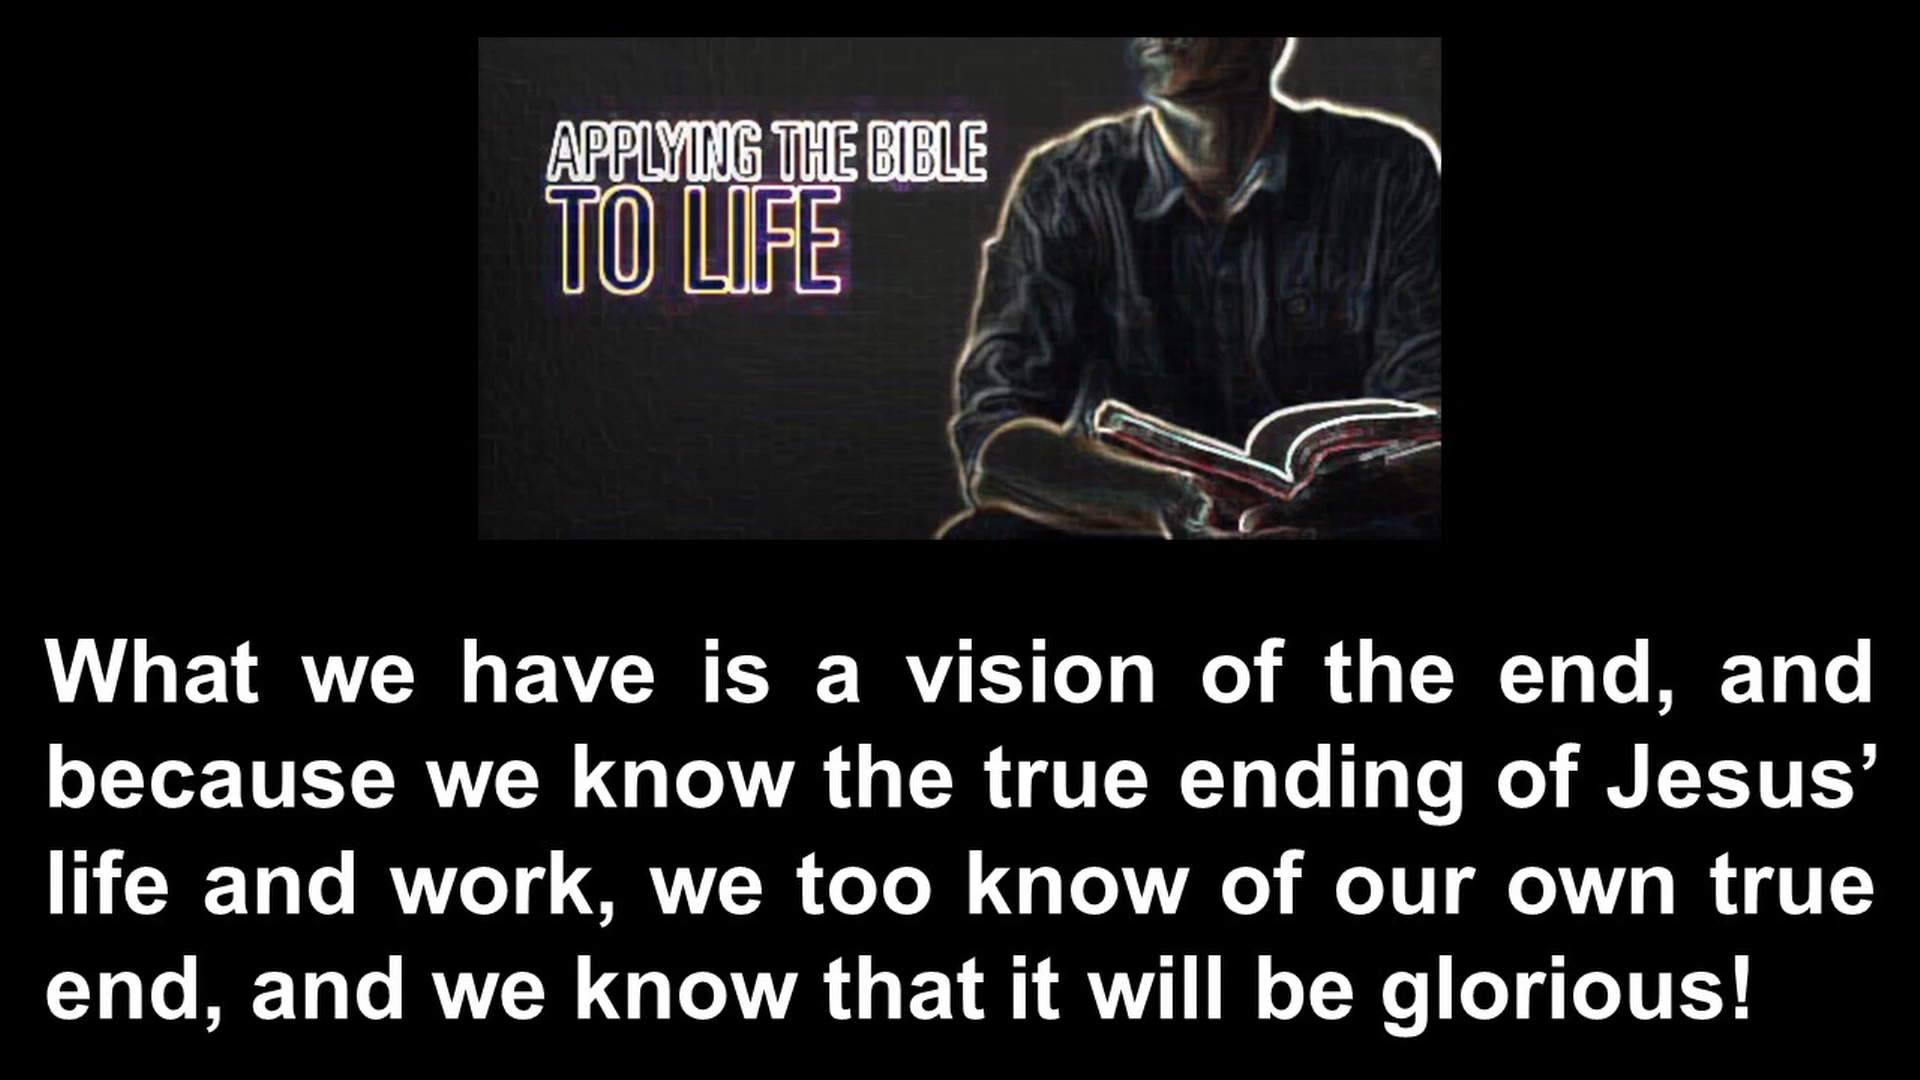 APPLYING THE BIBLE
TO LIFE
What we have is a vision of the end, and
because we know the true ending of Jesus’
life and work, we too know of our own true
end, and we know that it will be glorious!